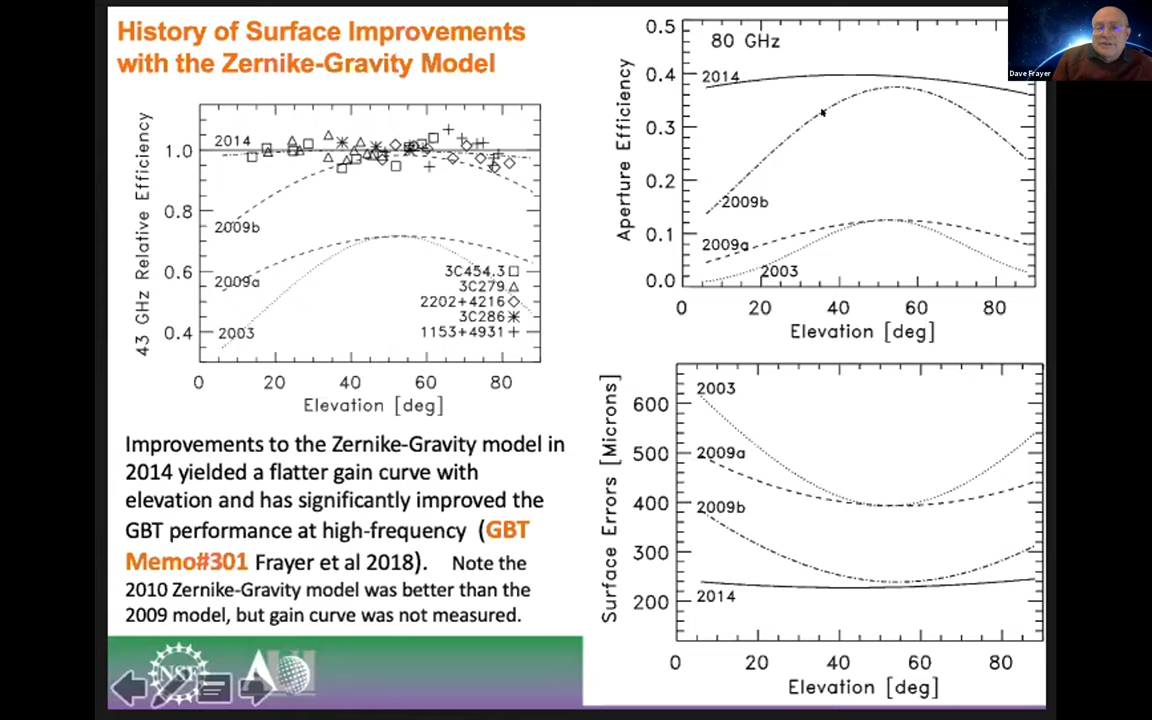 History of Surface Improvements
with the Zernike-Gravity Model
43 GHz Relative Efficiency
1.0
0.8
0.6
0.4
2014
2009b
2009a
2003
3C454.3
3C279
2202+4216
3C286
1153+4931
0 20 40 60 80
Elevation [deg]
Improvements to the Zernike-Gravity model in
2014 yielded a flatter gain curve with
elevation and has significantly improved the
GBT performance at high-frequency (GBT
Memo#301 Frayer et al 2018). Note the
2010 Zernike-Gravity model was better than the
2009 model, but gain curve was not measured.
NSF
Aperture Efficiency
0.5
0.4
0.3
0.2
0.1
0.0
80 GHz
2014
2009b
2009a
2003
0 20 40 60 80
Elevation [deg]
Surface Errors [Microns]
600
500
400
300
200
2003
2009a
2009b
2014
0 20 40 60 80
Elevation [deg]
Dave Frayer